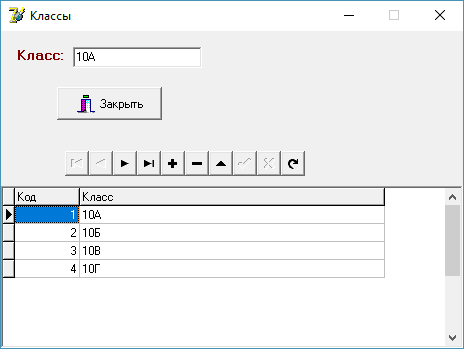 Классы
Класс: 10А
Закрыть
Код Класс
1 10А
2 10Б
3 10В
4 10Г